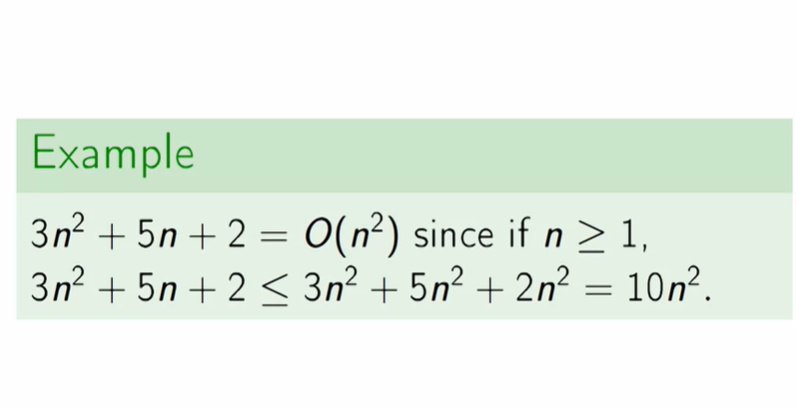 Example
3n² + 5n + 2 = O(n²) since if n ≥ 1,
3n² + 5n + 2 ≤ 3n² + 5n² + 2n² = 10n².